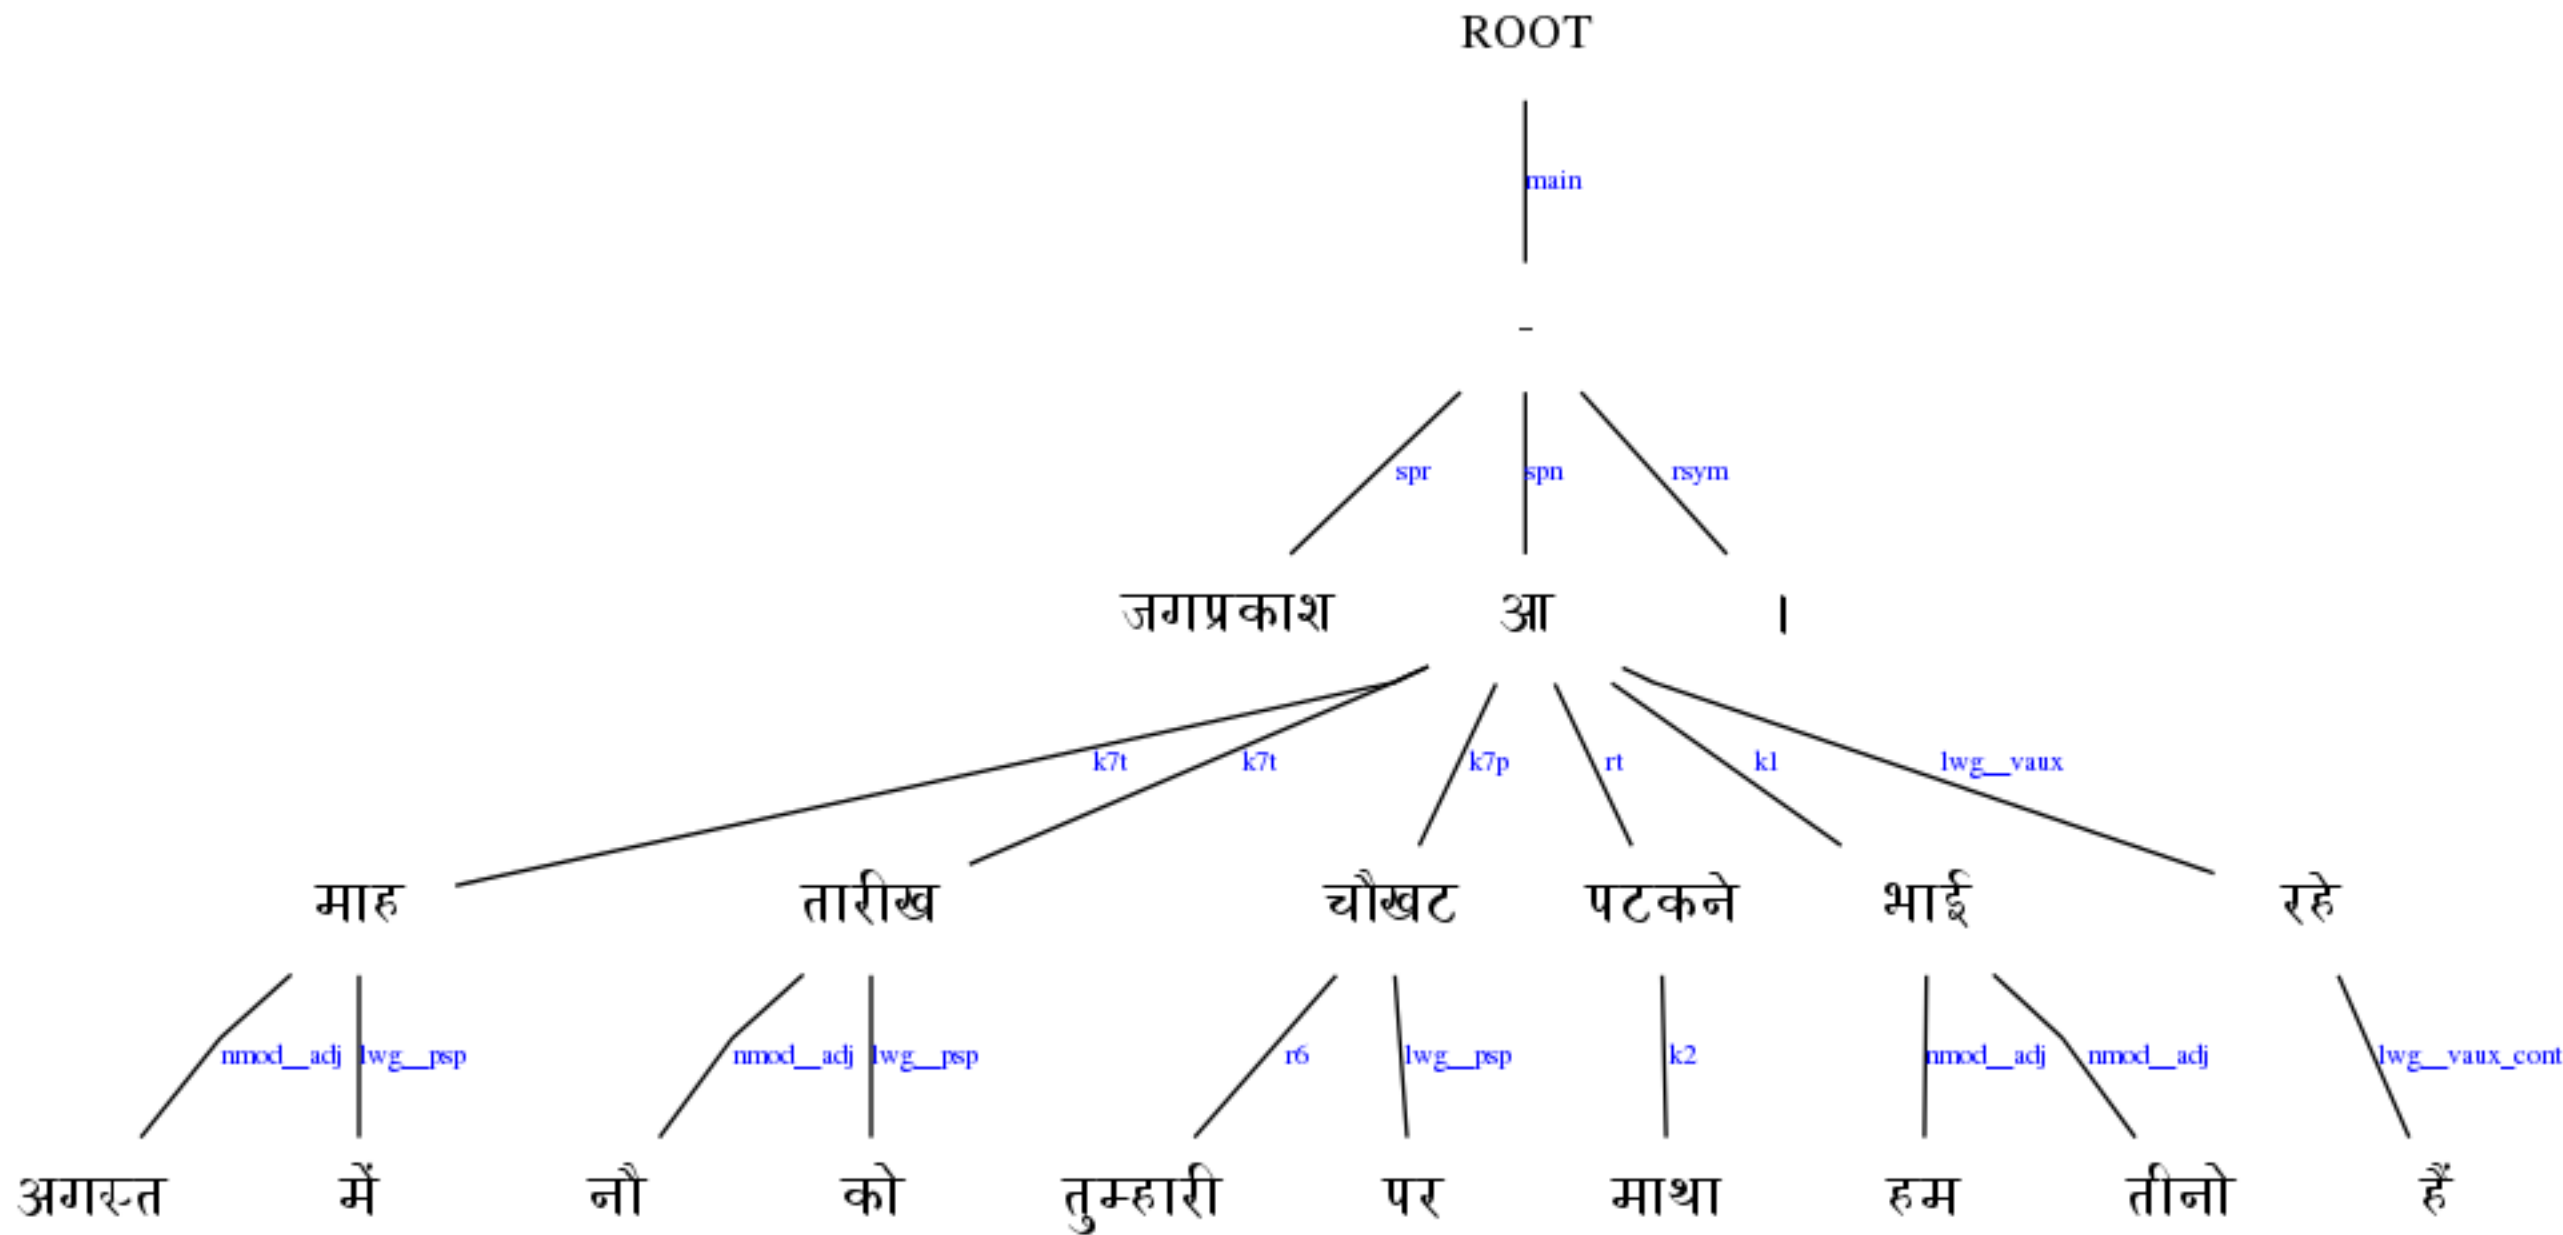 ROOT
main
-
spr spn rsym
जगप्रकाश आ ।
k7t k7t k7p rt k1 lwg__vaux
माह तारीख चौखट पटकने भाई रहे
nmod__adj lwg__psp nmod__adj lwg__psp r6 lwg__psp k2 nmod__adj nmod__adj lwg__vaux_cont
अगस्त में नौ को तुम्हारी पर माथा हम तीनो हैं